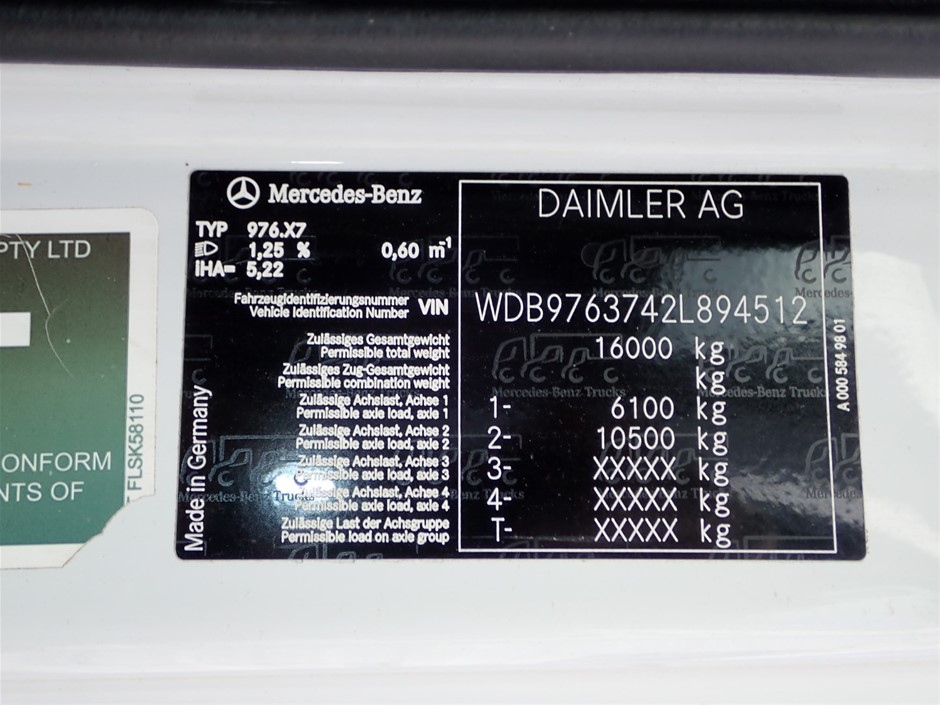 PTY LTD
ONFORM
NTS OF
T FLSK58110
Mercedes-Benz
TYP 976.X7
1,25 % 0,60 m-1
iHA= 5,22
DAIMLER AG
Fahrzeugidentifizierungsnummer
Vehicle Identification Number VIN WDB9763742L894512
Zulässiges Gesamtgewicht
Permissible total weight 16000 kg
Zulässiges Zug-Gesamtgewicht
Permissible combination weight kg
Zulässige Achslast, Achse 1
Permissible axle load, axle 1 1- 6100 kg
Zulässige Achslast, Achse 2
Permissible axle load, axle 2 2- 10500 kg
Zulässige Achslast, Achse 3
Permissible axle load, axle 3 3- XXXXX kg
Zulässige Achslast, Achse 4
Permissible axle load, axle 4 4- XXXXX kg
Zulässige Last der Achsgruppe
Permissible load on axle group T- XXXXX kg
Made in Germany
A 000 584 98 01
Mercedes-Benz Trucks